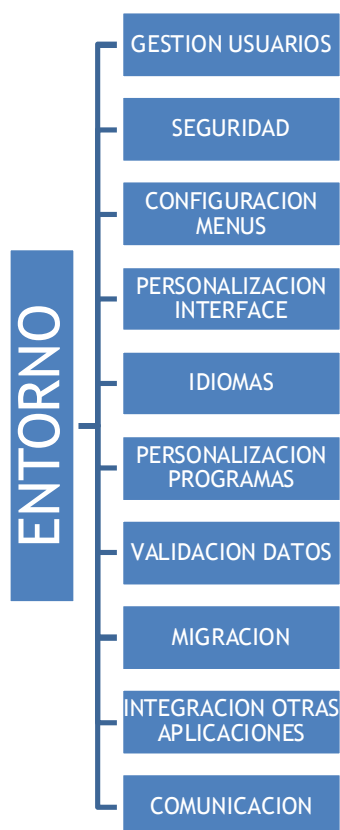 ENTORNO
GESTION USUARIOS
SEGURIDAD
CONFIGURACION
MENUS
PERSONALIZACION
INTERFACE
IDIOMAS
PERSONALIZACION
PROGRAMAS
VALIDACION DATOS
MIGRACION
INTEGRACION OTRAS
APLICACIONES
COMUNICACION